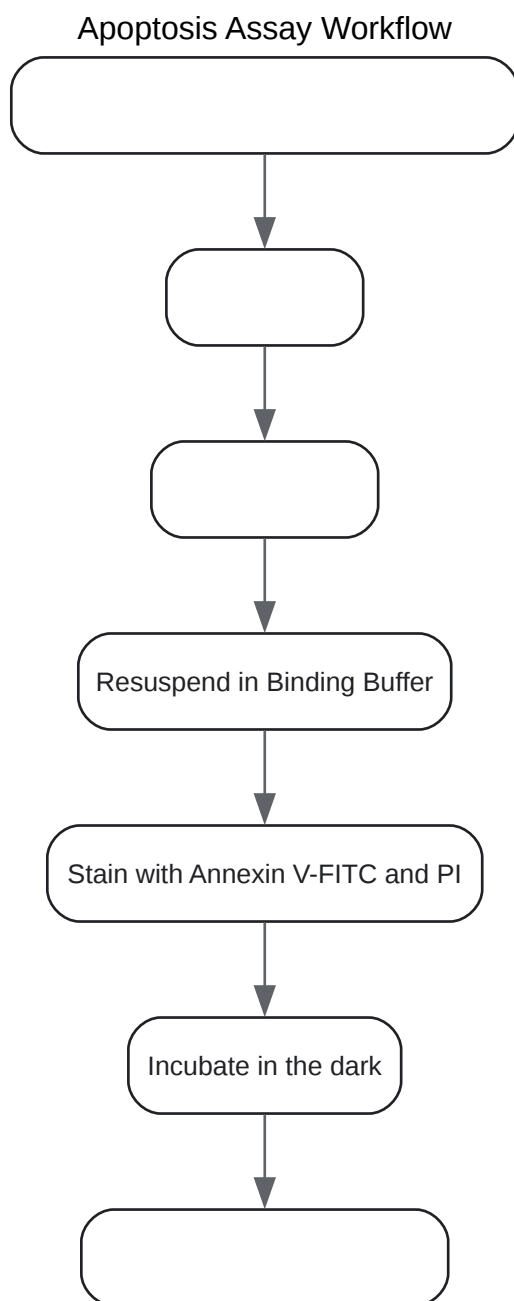 Apoptosis Assay Workflow
Resuspend in Binding Buffer
Stain with Annexin V-FITC and PI
Incubate in the dark